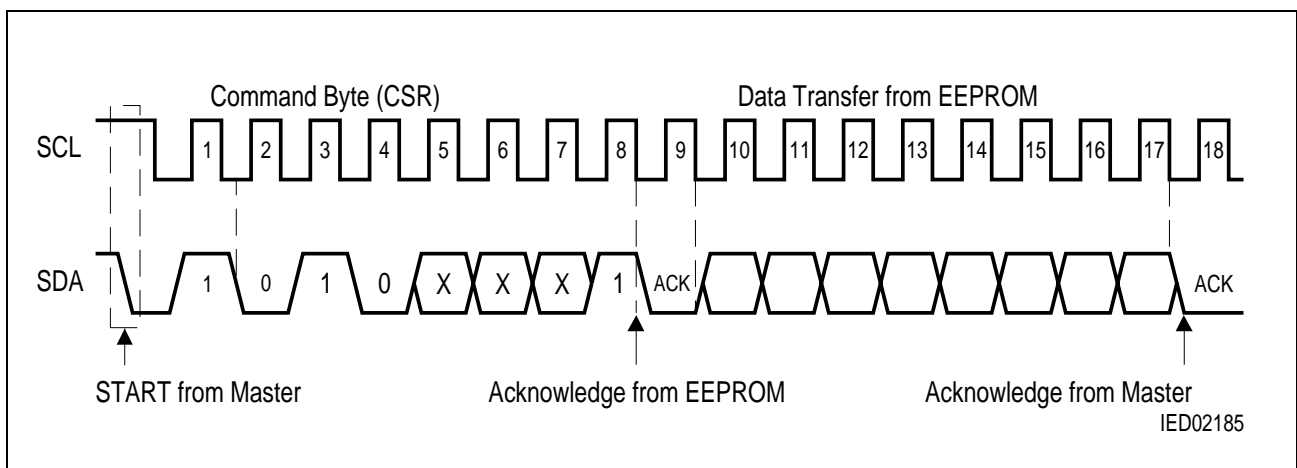 Command Byte (CSR) Data Transfer from EEPROM
SCL 1 2 3 4 5 6 7 8 9 10 11 12 13 14 15 16 17 18
SDA 1 0 1 0 X X X 1 ACK ACK
START from Master Acknowledge from EEPROM Acknowledge from Master
IED02185